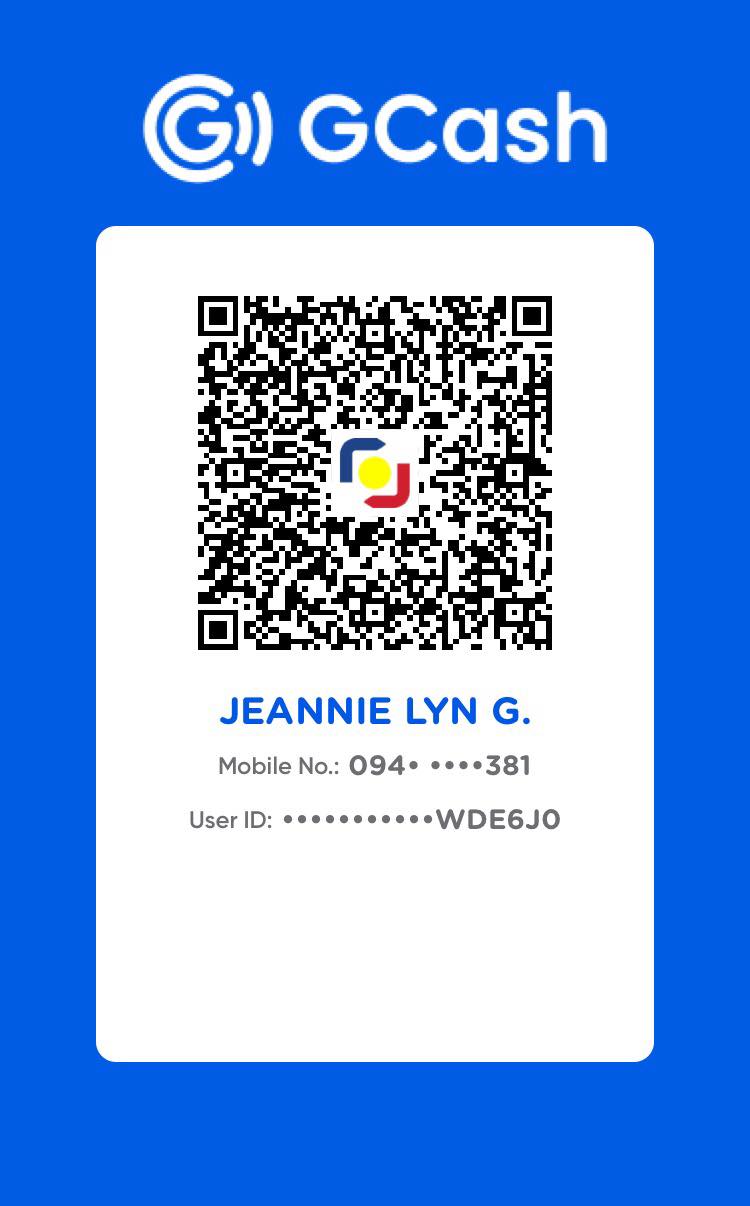 GCash
JEANNIE LYN G.
Mobile No.: 094• ••••381
User ID: •••••••••••WDE6J0